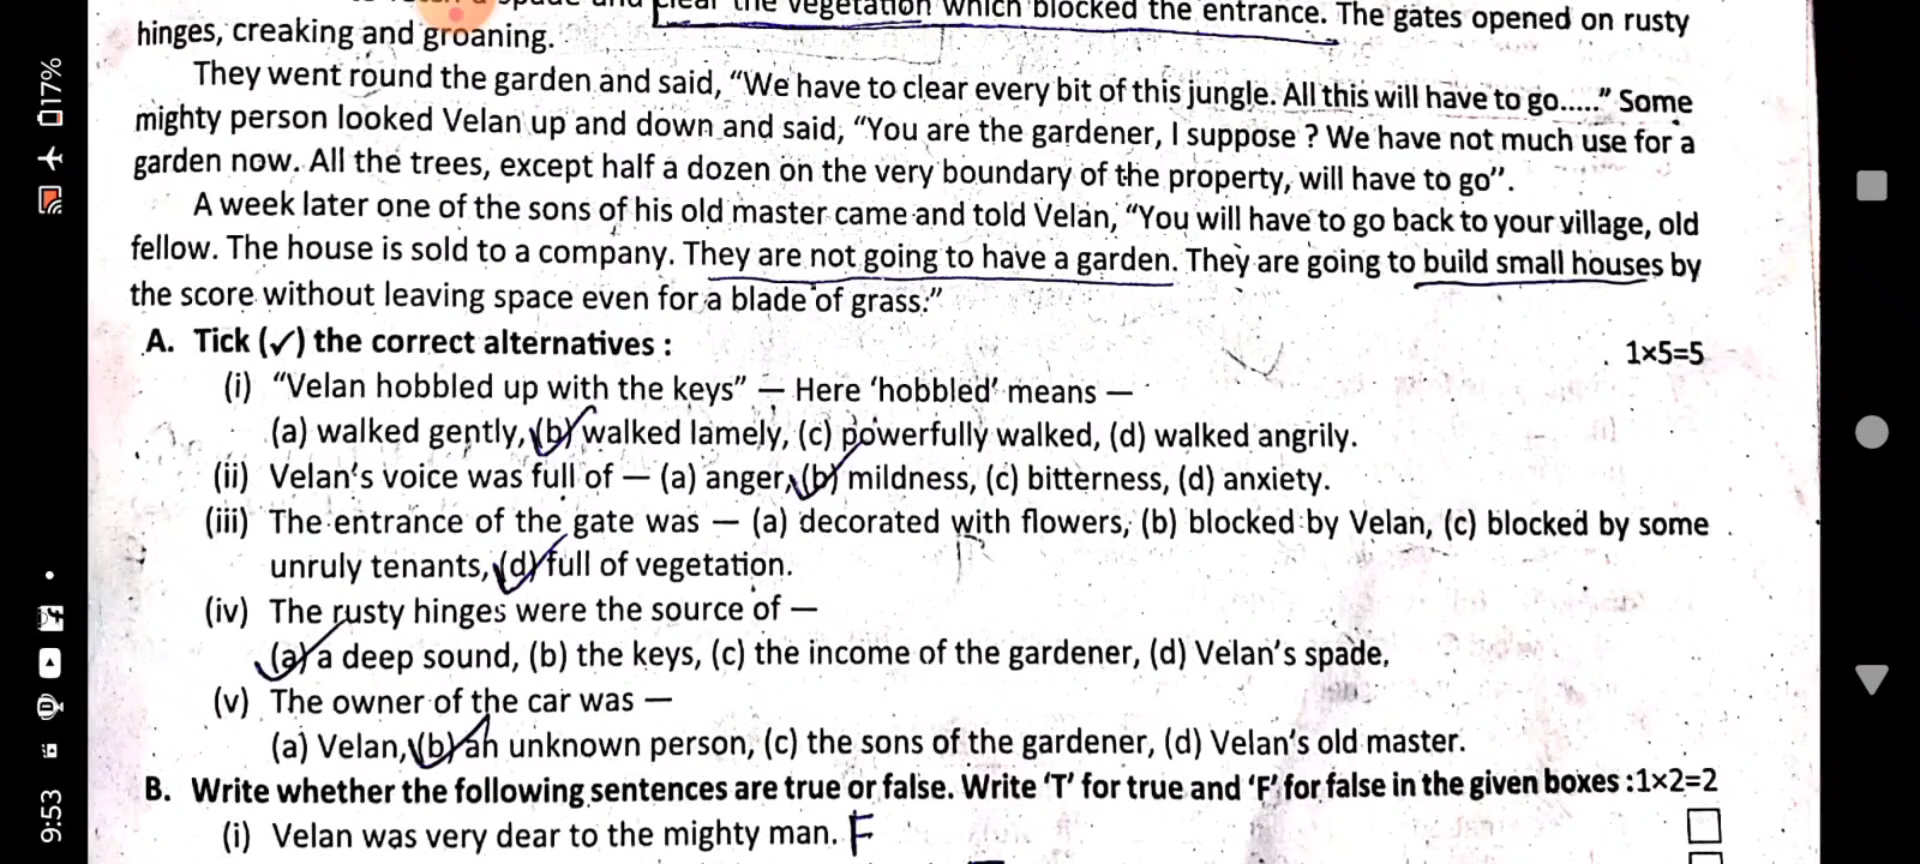 spade and clear the vegetation which blocked the entrance. The gates opened on rusty
hinges, creaking and groaning.
They went round the garden and said, “We have to clear every bit of this jungle. All this will have to go.....” Some
mighty person looked Velan up and down and said, “You are the gardener, I suppose ? We have not much use for a
garden now. All the trees, except half a dozen on the very boundary of the property, will have to go”.
A week later one of the sons of his old master came and told Velan, “You will have to go back to your village, old
fellow. The house is sold to a company. They are not going to have a garden. They are going to build small houses by
the score without leaving space even for a blade of grass.”
A. Tick (✓) the correct alternatives : 1×5=5
(i) “Velan hobbled up with the keys” — Here ‘hobbled’ means —
(a) walked gently, (b) walked lamely, (c) powerfully walked, (d) walked angrily.
(ii) Velan’s voice was full of — (a) anger, (b) mildness, (c) bitterness, (d) anxiety.
(iii) The entrance of the gate was — (a) decorated with flowers, (b) blocked by Velan, (c) blocked by some
unruly tenants, (d) full of vegetation.
(iv) The rusty hinges were the source of —
(a) a deep sound, (b) the keys, (c) the income of the gardener, (d) Velan’s spade,
(v) The owner of the car was —
(a) Velan, (b) an unknown person, (c) the sons of the gardener, (d) Velan’s old master.
B. Write whether the following sentences are true or false. Write ‘T’ for true and ‘F’ for false in the given boxes :1×2=2
(i) Velan was very dear to the mighty man. F
17%
9:53